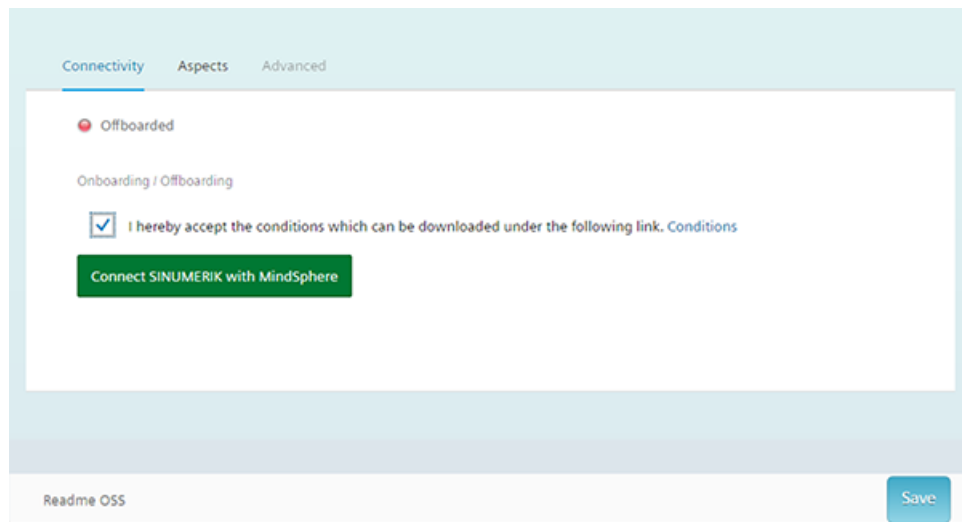 Connectivity Aspects Advanced
Offboarded
Onboarding / Offboarding
I hereby accept the conditions which can be downloaded under the following link. Conditions
Connect SINUMERIK with MindSphere
Readme OSS
Save